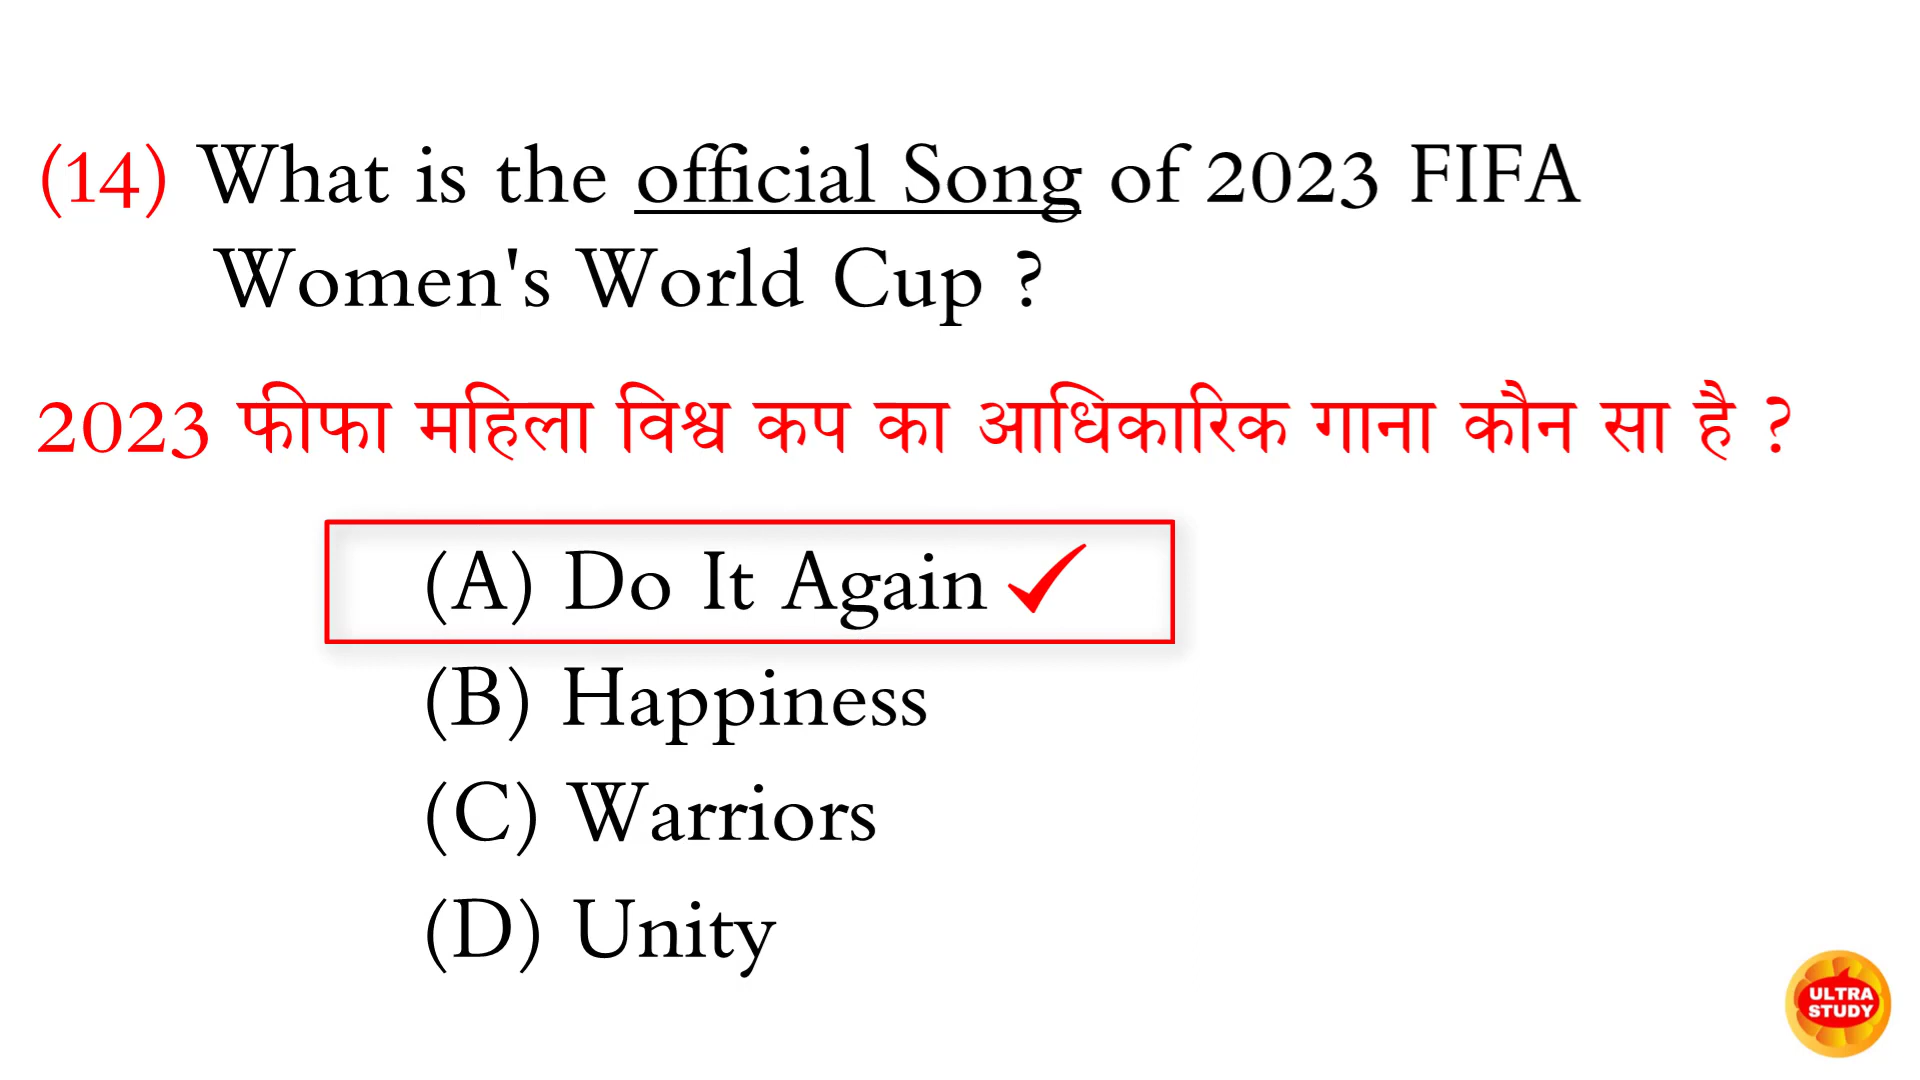 (14) What is the official Song of 2023 FIFA
Women's World Cup ?
2023 फीफा महिला विश्व कप का आधिकारिक गाना कौन सा है ?
(A) Do It Again ✓
(B) Happiness
(C) Warriors
(D) Unity
ULTRA
STUDY